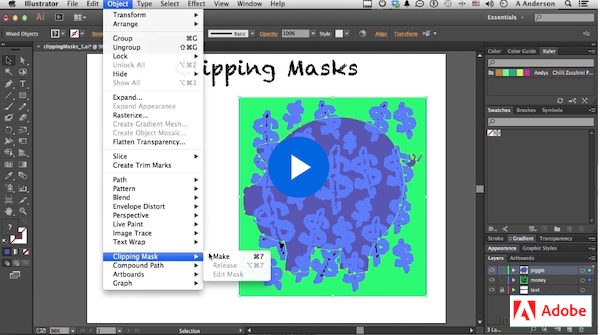 Illustrator File Edit Object Type Select Effect View Window Help A Anderson
Ai Essentials
Mixed Objects Stroke: Basic Opacity: 100% Style: Align Transform
clippingMasks_1.ai* @ 96
Clipping Masks
Transform
Arrange
Group ⌘G
Ungroup ⇧⌘G
Lock
Unlock All ⌥⌘2
Hide
Show All ⌥⌘3
Expand...
Expand Appearance
Rasterize...
Create Gradient Mesh...
Create Object Mosaic...
Flatten Transparency...
Slice
Create Trim Marks
Path
Pattern
Blend
Envelope Distort
Perspective
Live Paint
Image Trace
Text Wrap
Clipping Mask
Compound Path
Artboards
Graph
Make ⌘7
Release ⌥⌘7
Edit Mask
Color Color Guide Kuler
Andys Chilli Zucchini P...
Swatches Brushes Symbols
Stroke Gradient Transparency
Appearance Graphic Styles
Layers
piggie
money
text
3 La...
96% 1 Selection
Adobe